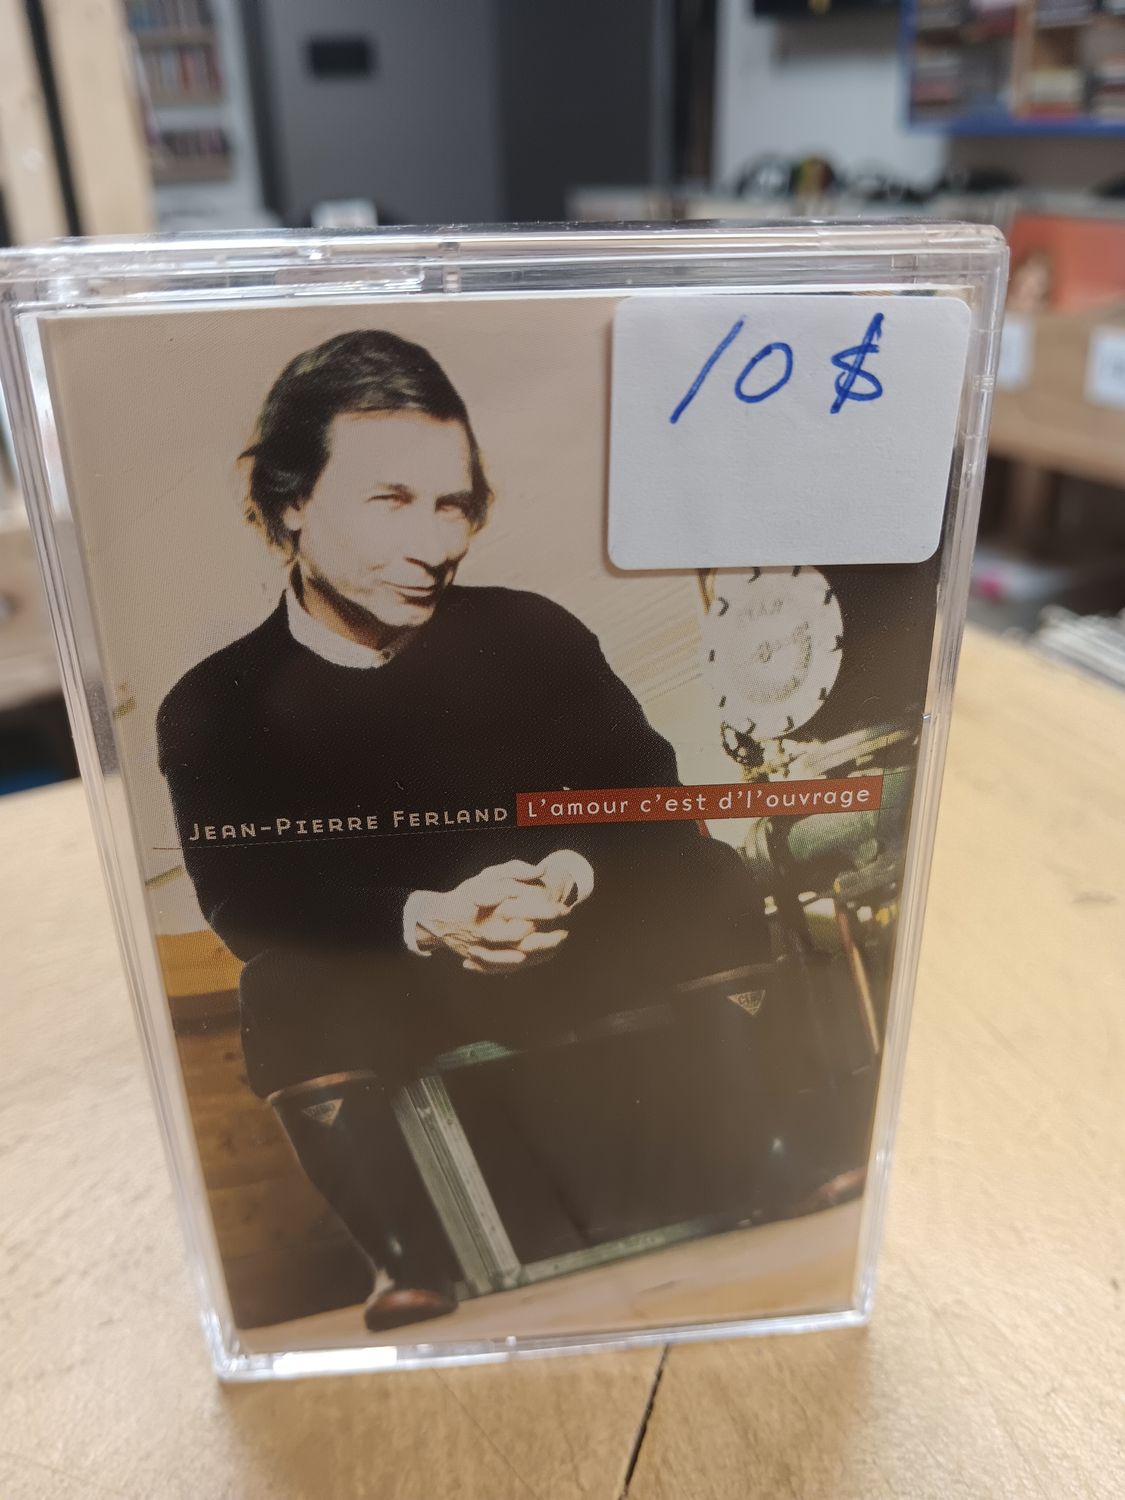 10 $
JEAN-PIERRE FERLAND L'amour c'est d'l'ouvrage